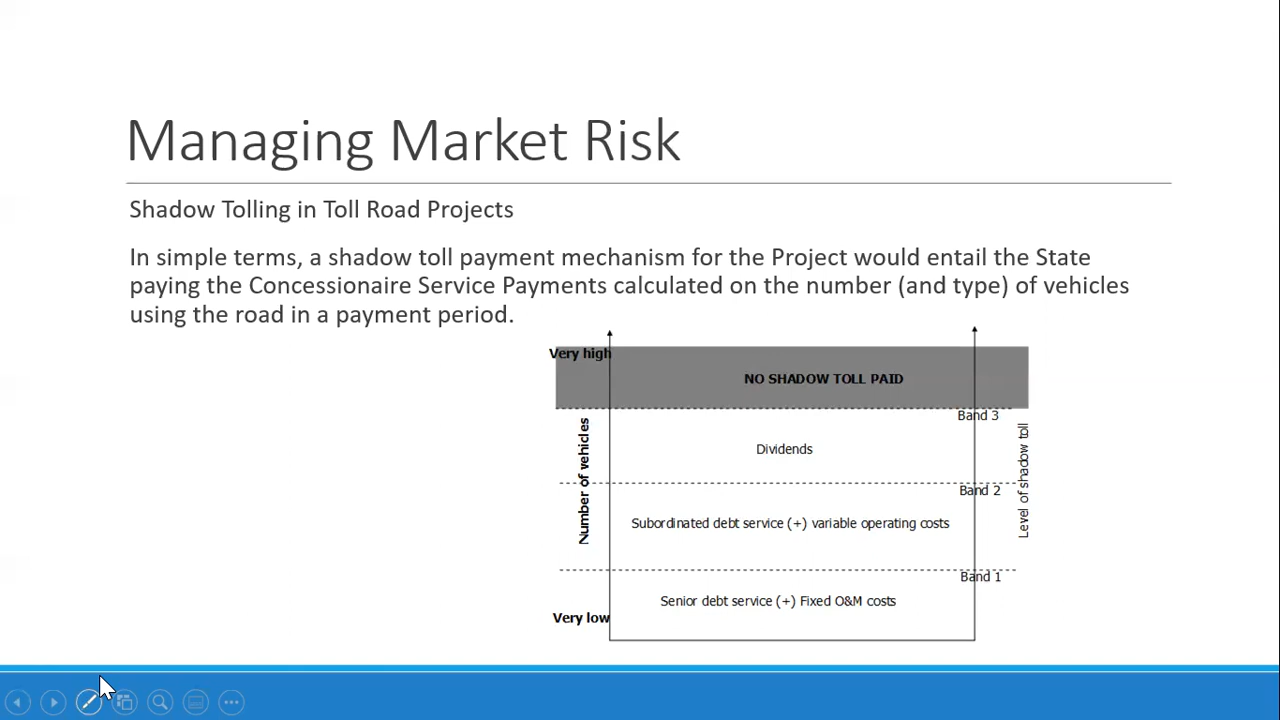 Managing Market Risk
Shadow Tolling in Toll Road Projects
In simple terms, a shadow toll payment mechanism for the Project would entail the State
paying the Concessionaire Service Payments calculated on the number (and type) of vehicles
using the road in a payment period.
Very high
NO SHADOW TOLL PAID
Band 3
Number of vehicles
Dividends
Level of shadow toll
Band 2
Subordinated debt service (+) variable operating costs
Band 1
Senior debt service (+) Fixed O&M costs
Very low